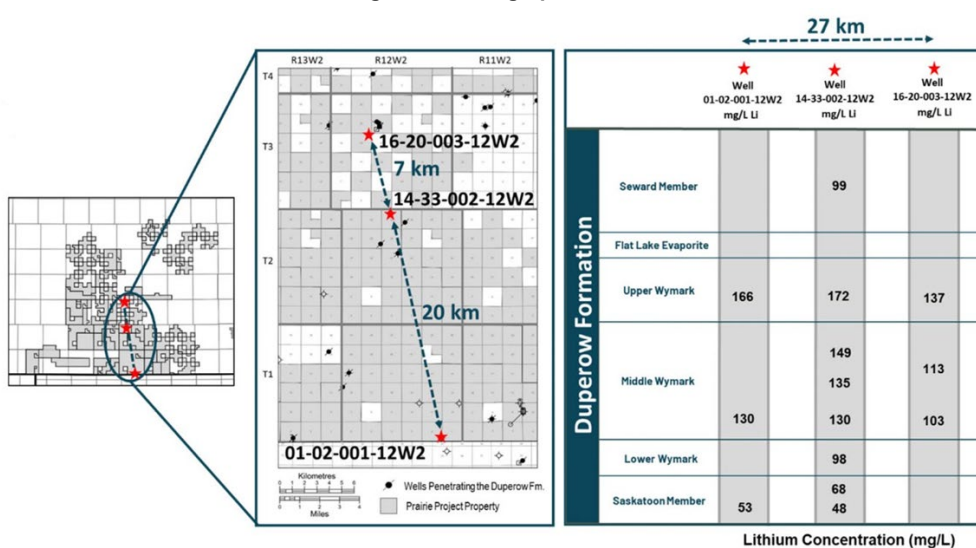 R13W2 R12W2 R11W2
T4
T3
T2
T1
16-20-003-12W2
7 km
14-33-002-12W2
20 km
01-02-001-12W2
Kilometres
Miles
Wells Penetrating the Duperow Fm.
Prairie Project Property
27 km
Well
01-02-001-12W2
mg/L Li
Well
14-33-002-12W2
mg/L Li
Well
16-20-003-12W2
mg/L Li
Duperow Formation
Seward Member 99
Flat Lake Evaporite
Upper Wymark 166 172 137
Middle Wymark
149
135
113
130 130 103
Lower Wymark 98
Saskatoon Member
68
53 48
Lithium Concentration (mg/L)